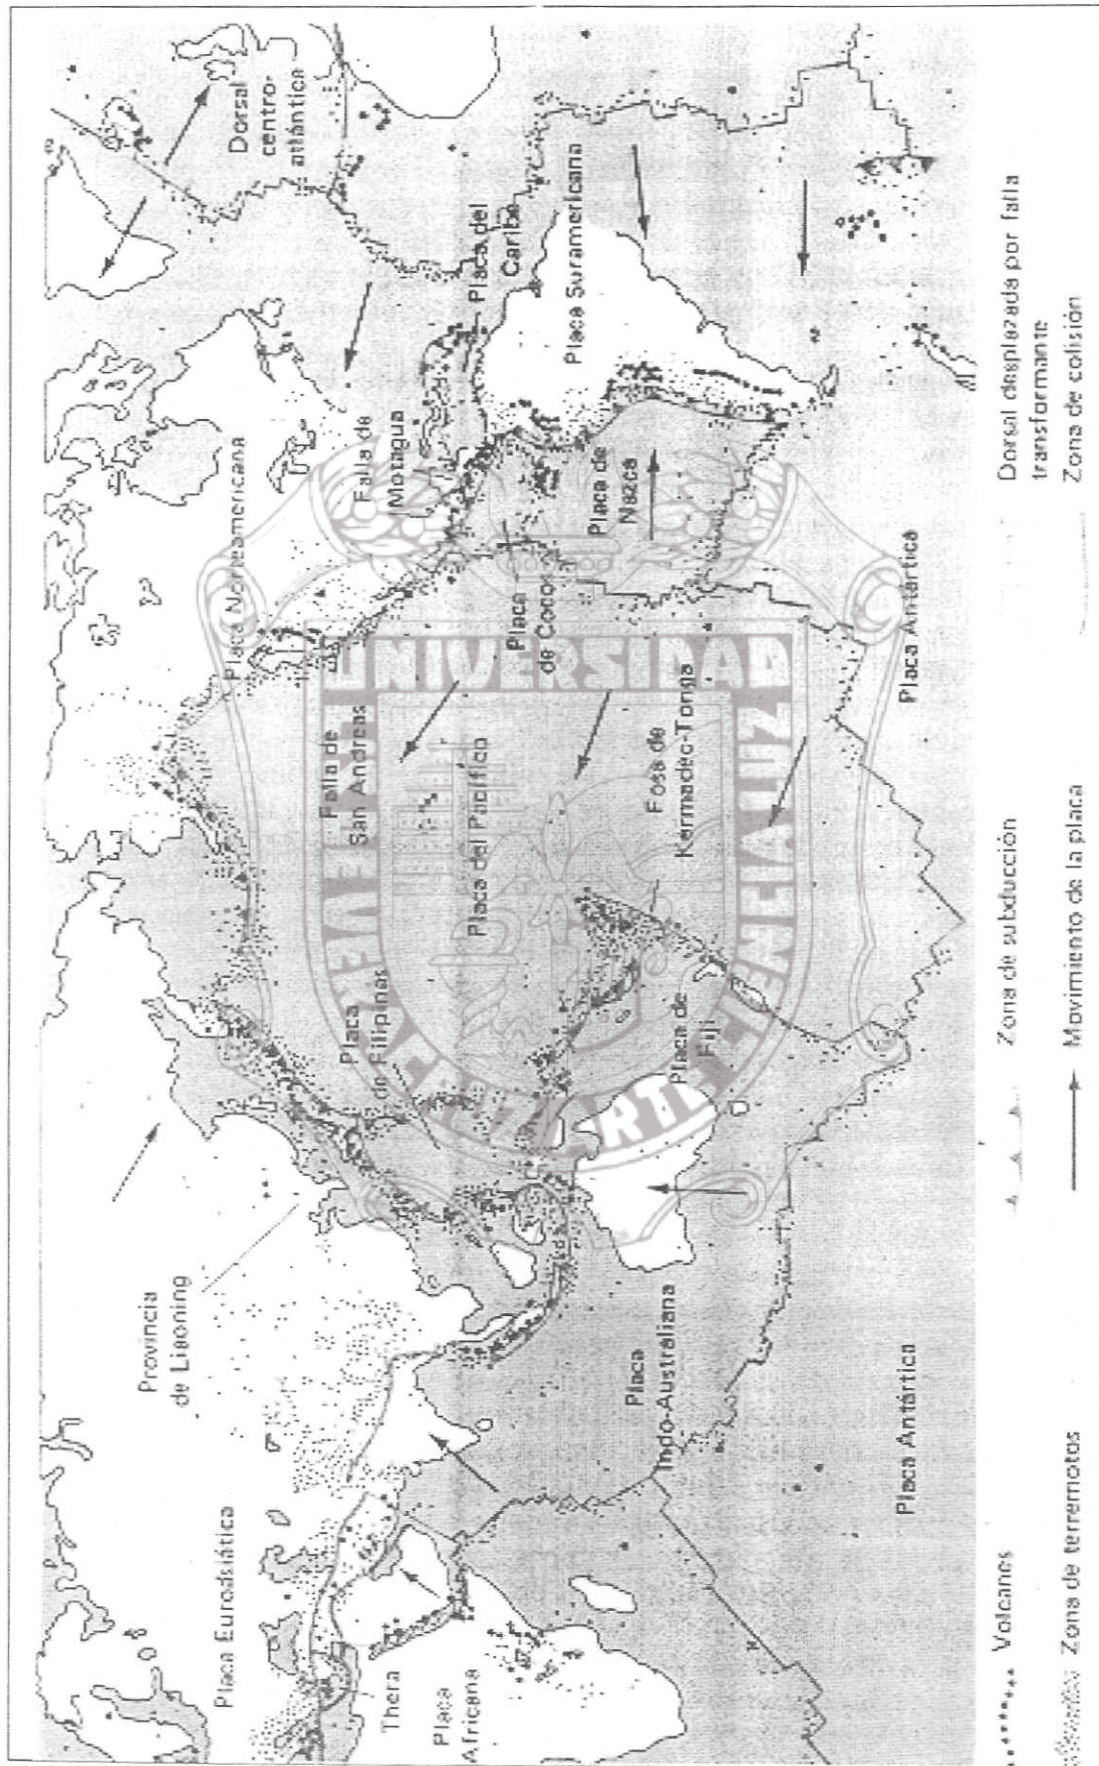 Placa Euroasiática
Provincia
de Liaoning
Thera
Placa
Africana
Placa
Indo-Australiana
Placa Antártica
Placa
de Filipinas
Placa de
Fiji
Falla de
San Andreas
Placa del Pacífico
Fosa de
Kermadec-Tonga
Placa Norteamericana
Falla de
Motagua
Placa
de Cocos
Placa de
Nazca
Placa Antártica
Dorsal
centro-
atlántica
Placa del
Caribe
Placa Suramericana
UNIVERSIDAD
Volcanes
Zona de terremotos
Zona de subducción
Movimiento de la placa
Dorsal desplazada por falla
transformante
Zona de colisión